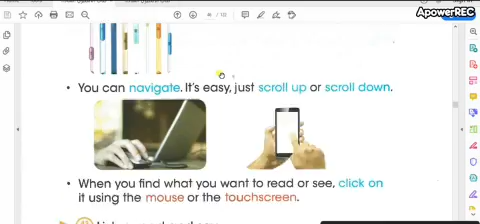 ApowerREC
• You can navigate. It's easy, just scroll up or scroll down.
• When you find what you want to read or see, click on
it using the mouse or the touchscreen.